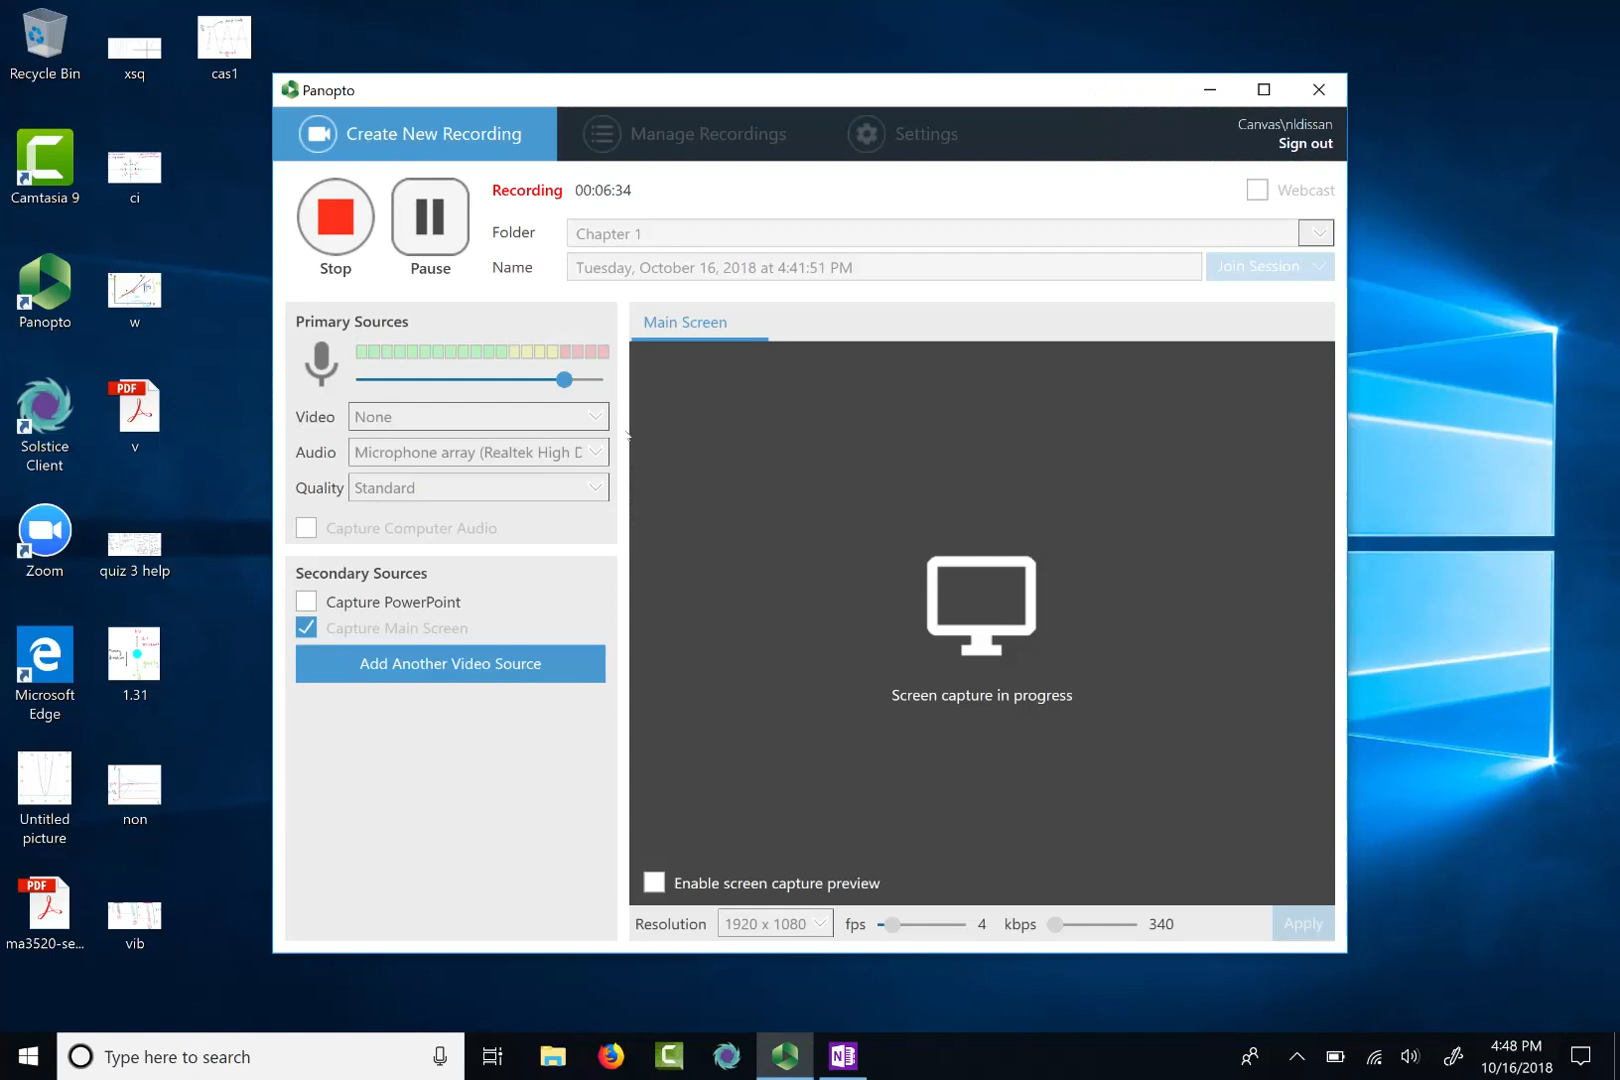 Recycle Bin
xsq
cas1
Camtasia 9
ci
Panopto
w
Solstice
Client
PDF
v
Zoom
quiz 3 help
Microsoft
Edge
1.31
Untitled
picture
non
PDF
ma3520-se...
vib
Panopto
Create New Recording
Manage Recordings
Settings
Canvas\nldissan
Sign out
Stop
Pause
Recording 00:06:34
Webcast
Folder
Chapter 1
Name
Tuesday, October 16, 2018 at 4:41:51 PM
Join Session
Primary Sources
Video None
Audio Microphone array (Realtek High D
Quality Standard
Capture Computer Audio
Secondary Sources
Capture PowerPoint
Capture Main Screen
Add Another Video Source
Main Screen
Screen capture in progress
Enable screen capture preview
Resolution 1920 x 1080 fps 4 kbps 340 Apply
Type here to search
4:48 PM
10/16/2018